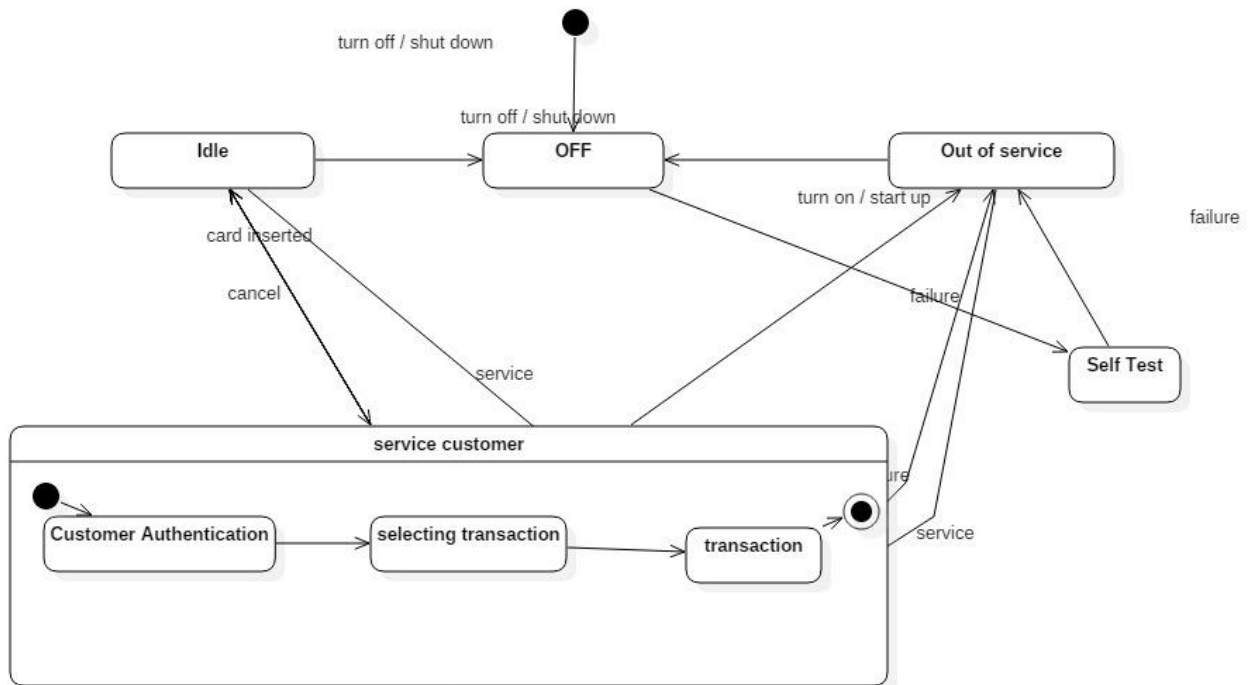 turn off / shut down
turn off / shut down
Idle
OFF
Out of service
turn on / start up
failure
card inserted
cancel
failure
Self Test
service
service customer
ure
Customer Authentication
selecting transaction
transaction
service